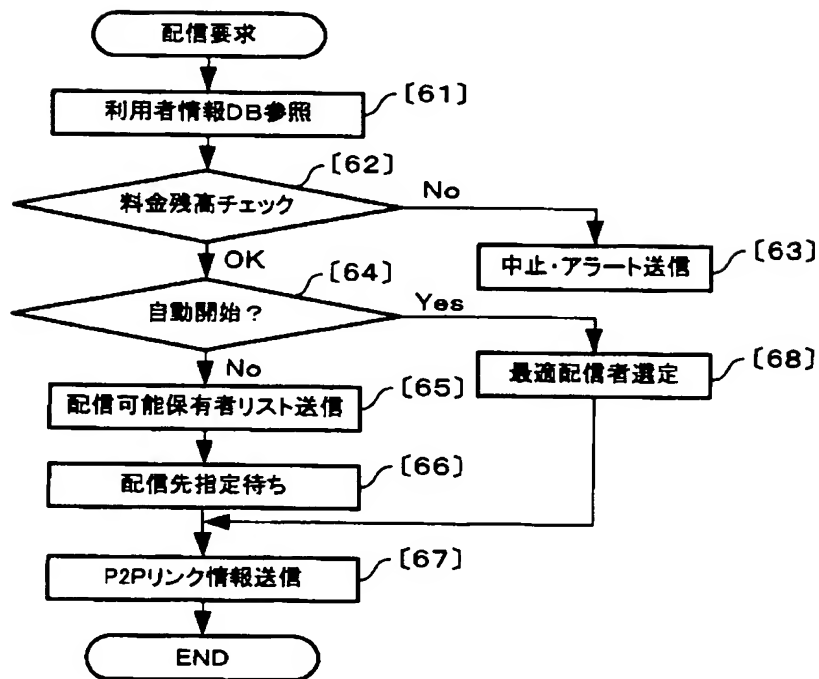 配信要求
利用者情報DB参照
〔61〕
料金残高チェック
〔62〕
No
中止・アラート送信
〔63〕
OK
自動開始?
〔64〕
Yes
最適配信者選定
〔68〕
No
配信可能保有者リスト送信
〔65〕
配信先指定待ち
〔66〕
P2Pリンク情報送信
〔67〕
END